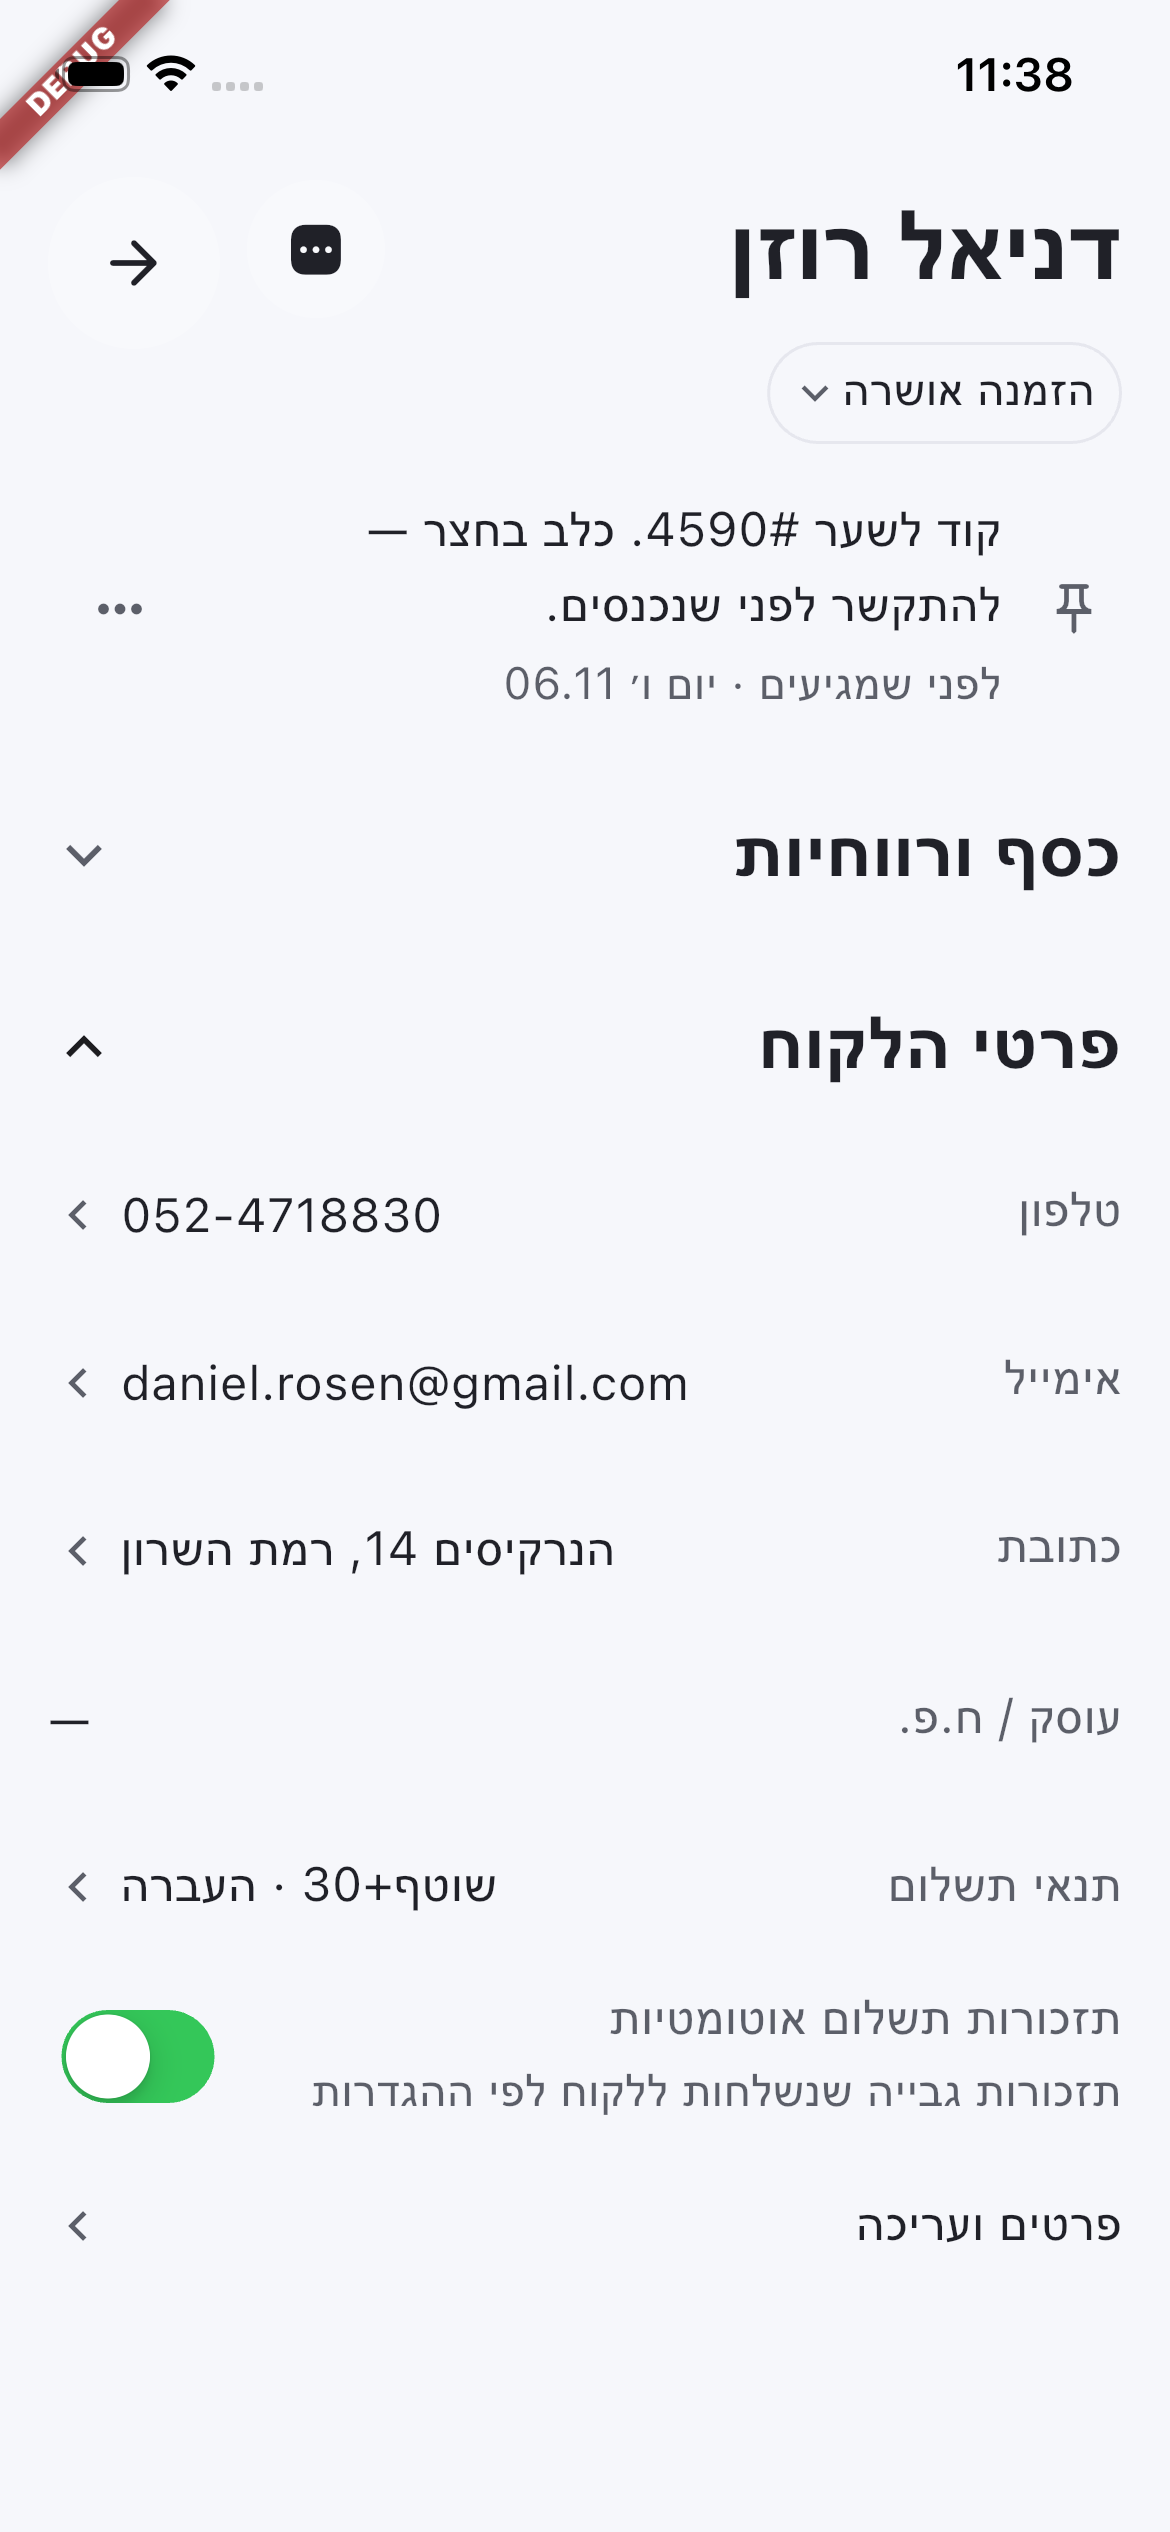 11:38
DEBUG
דניאל רוזן
הזמנה אושרה
קוד לשער 4590#. כלב בחצר —
להתקשר לפני שנכנסים.
לפני שמגיעים · יום ו׳ 06.11
כסף ורווחיות
פרטי הלקוח
טלפון 052-4718830
אימייל daniel.rosen@gmail.com
כתובת הנרקיסים 14, רמת השרון
עוסק / ח.פ. —
תנאי תשלום שוטף+30 · העברה
תזכורות תשלום אוטומטיות
תזכורות גבייה שנשלחות ללקוח לפי ההגדרות
פרטים ועריכה